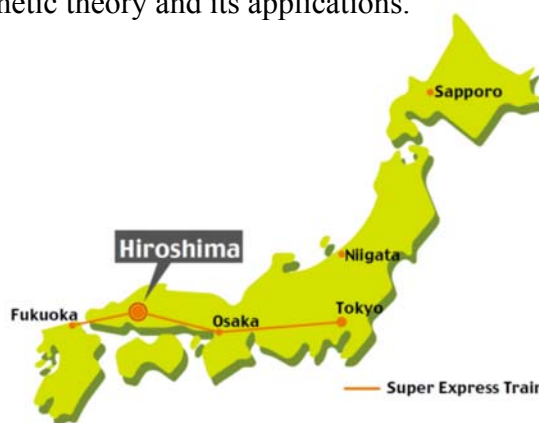 netic theory and its applications.
Sapporo
Hiroshima
Niigata
Fukuoka
Osaka
Tokyo
Super Express Train